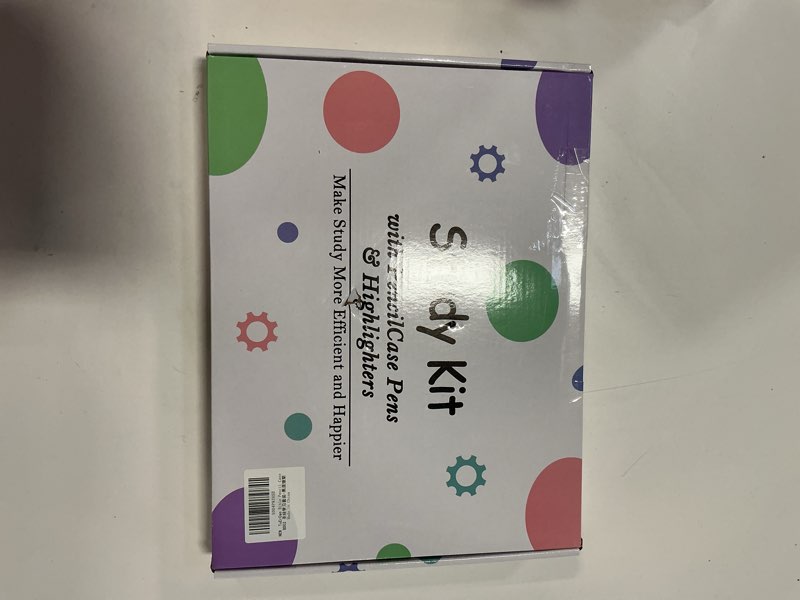 Study Kit
with PencilCase Pens
& Highlighters
Make Study More Efficient and Happier